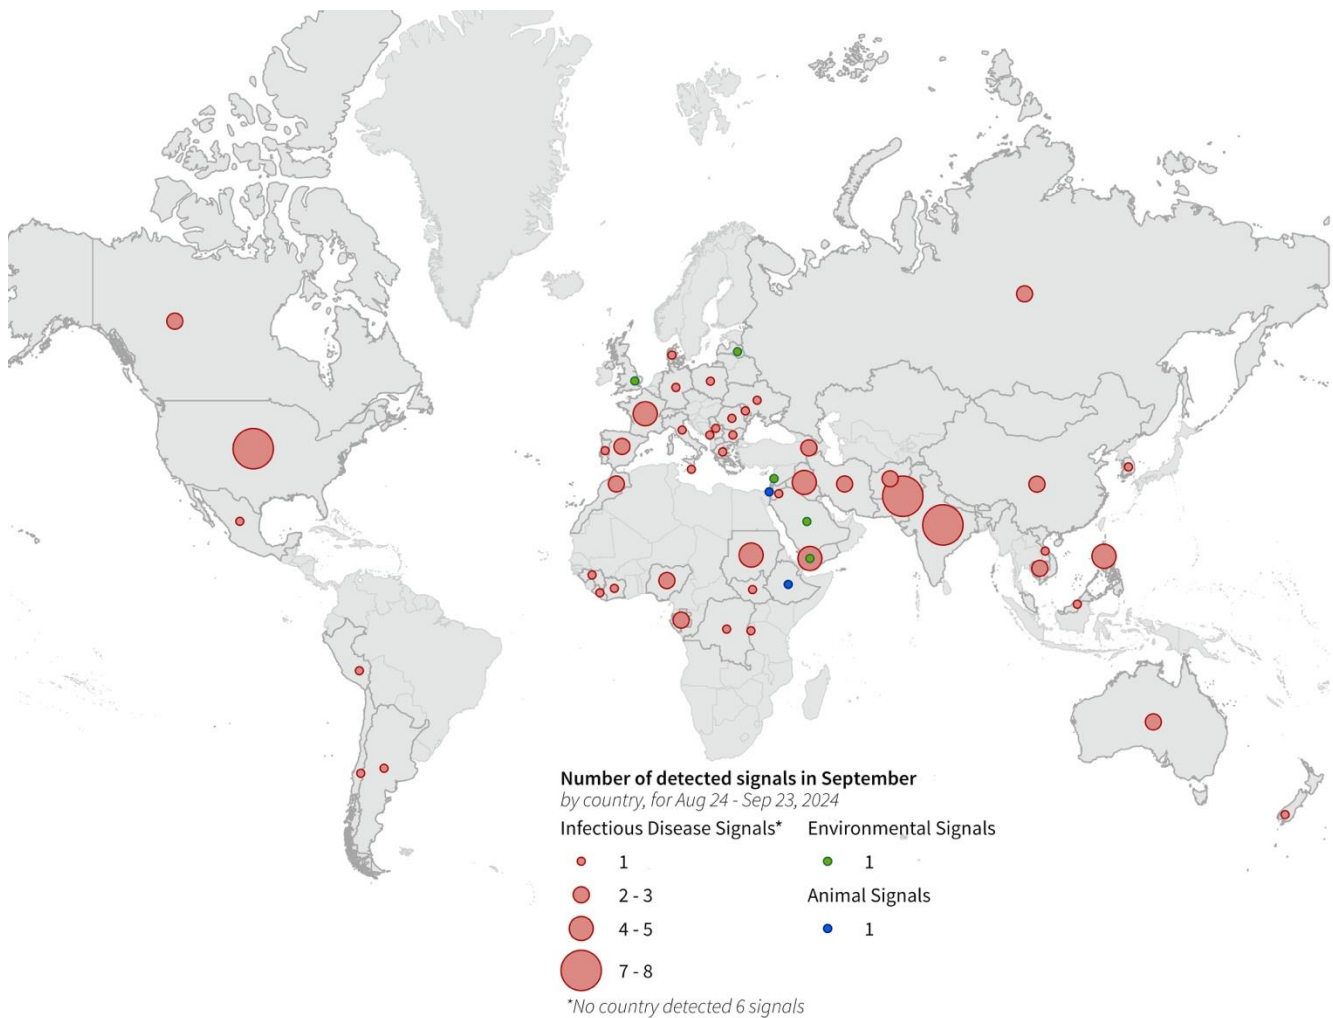 Number of detected signals in September
by country, for Aug 24 - Sep 23, 2024
Infectious Disease Signals*
1
2 - 3
4 - 5
7 - 8
*No country detected 6 signals
Environmental Signals
1
Animal Signals
1